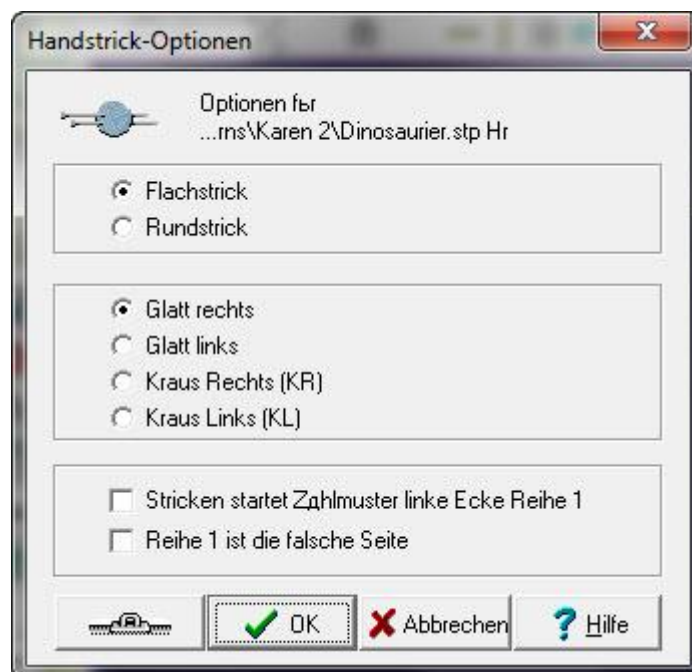 Handstrick-Optionen
Optionen fьr
...rns\Karen 2\Dinosaurier.stp Hr
Flachstrick
Rundstrick
Glatt rechts
Glatt links
Kraus Rechts (KR)
Kraus Links (KL)
Stricken startet Zдhlmuster linke Ecke Reihe 1
Reihe 1 ist die falsche Seite
OK
Abbrechen
Hilfe